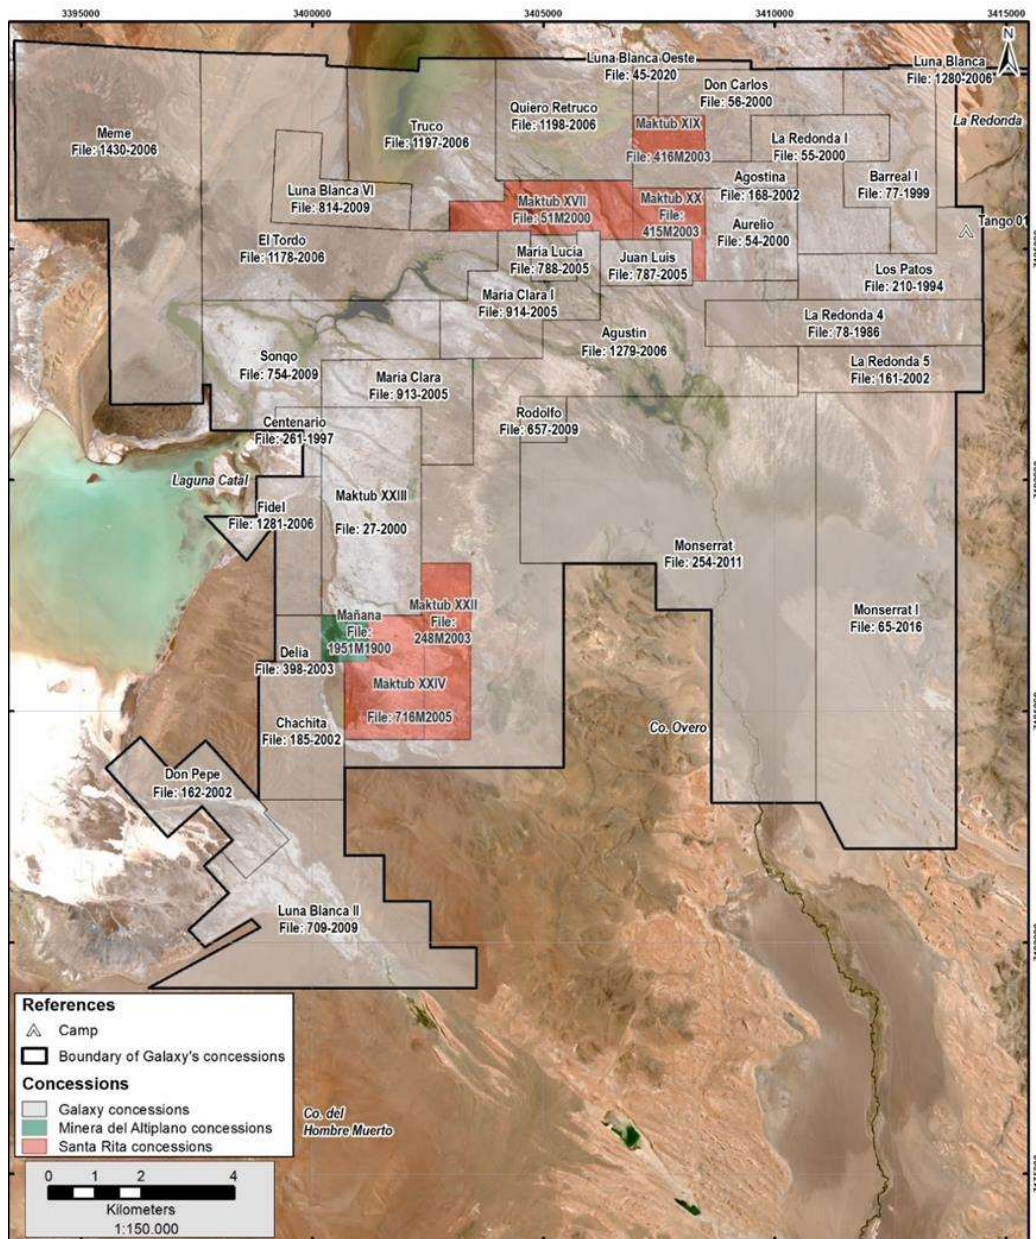 3395000
3400000
3405000
3410000
3415000
N
Luna Blanca Oeste
File: 45-2020
Luna Blanca
File: 1280-2006
Don Carlos
File: 56-2000
Quiero Retruco
File: 1198-2006
La Redonda
Meme
File: 1430-2006
Truco
File: 1197-2006
Maktub XIX
File: 416M2003
La Redonda I
File: 55-2000
Luna Blanca VI
File: 814-2009
Agostina
File: 168-2002
Barreal I
File: 77-1999
Maktub XVII
File: 51M2000
Maktub XX
File:
415M2003
Aurelio
File: 54-2000
Tango 01
El Tordo
File: 1178-2006
Maria Lucia
File: 788-2005
Juan Luis
File: 787-2005
Los Patos
File: 210-1994
Maria Clara I
File: 914-2005
La Redonda 4
File: 78-1986
Agustin
File: 1279-2006
Sonqo
File: 754-2009
La Redonda 5
File: 161-2002
Maria Clara
File: 913-2005
Centenario
File: 261-1997
Rodolfo
File: 657-2009
Laguna Catal
Maktub XXIII
File: 27-2000
Fidel
File: 1281-2006
Monserrat
File: 254-2011
Mañana
File:
1951M1900
Maktub XXII
File:
248M2003
Monserrat I
File: 65-2016
Delia
File: 398-2003
Maktub XXIV
File: 716M2005
Chachita
File: 185-2002
Co. Overo
Don Pepe
File: 162-2002
Luna Blanca II
File: 709-2009
References
Camp
Boundary of Galaxy's concessions
Concessions
Galaxy concessions
Minera del Altiplano concessions
Santa Rita concessions
Co. del
Hombre Muerto
0 1 2 4
Kilometers
1:150.000